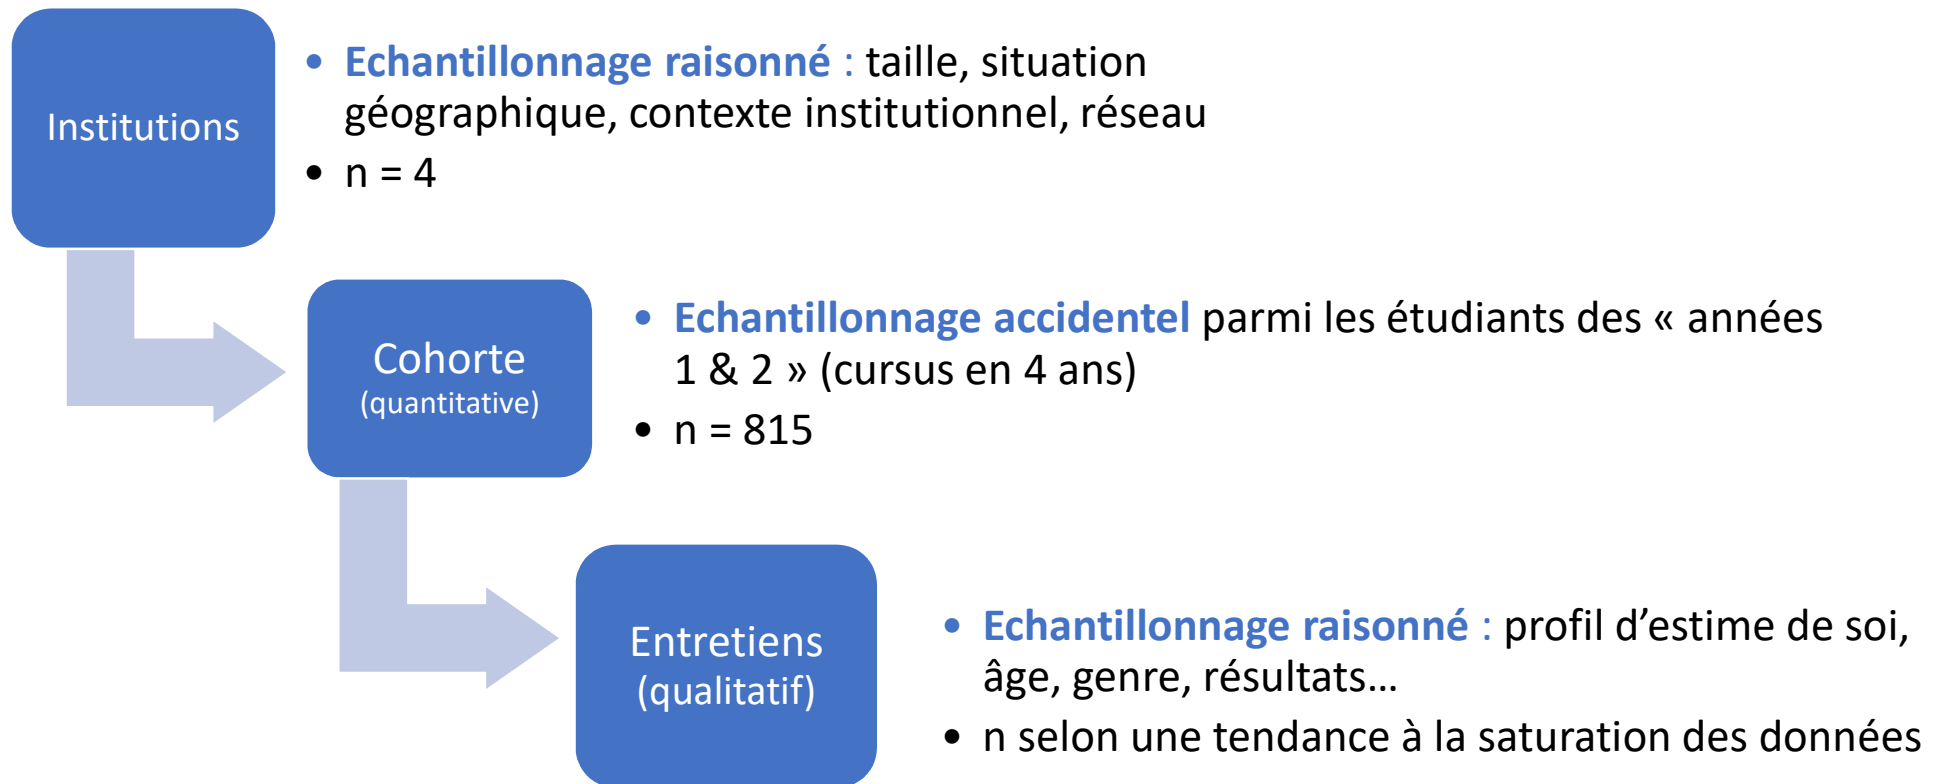 Institutions
• Echantillonnage raisonné : taille, situation
géographique, contexte institutionnel, réseau
• n = 4
Cohorte
(quantitative)
• Echantillonnage accidentel parmi les étudiants des « années
1 & 2 » (cursus en 4 ans)
• n = 815
Entretiens
(qualitatif)
• Echantillonnage raisonné : profil d’estime de soi,
âge, genre, résultats…
• n selon une tendance à la saturation des données